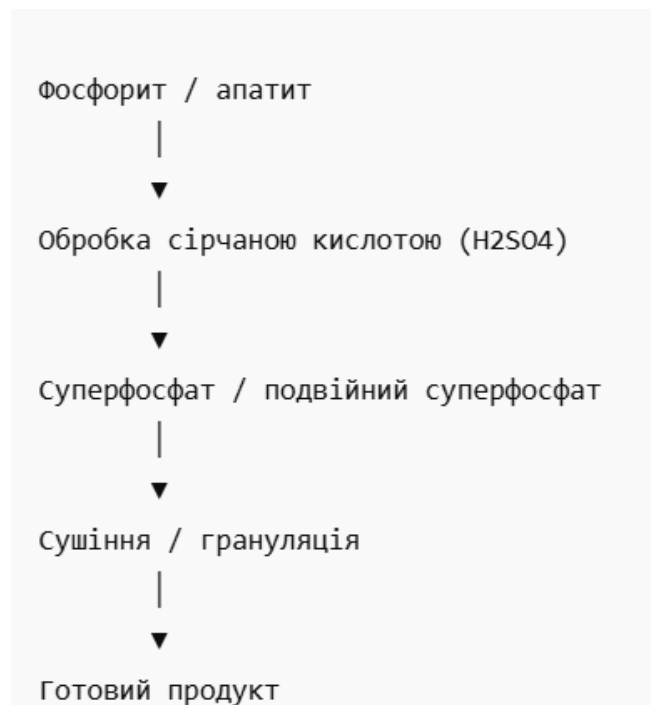 Фосфорит / апатит
│
▼
Обробка сірчаною кислотою (H2SO4)
│
▼
Суперфосфат / подвійний суперфосфат
│
▼
Сушіння / грануляція
│
▼
Готовий продукт